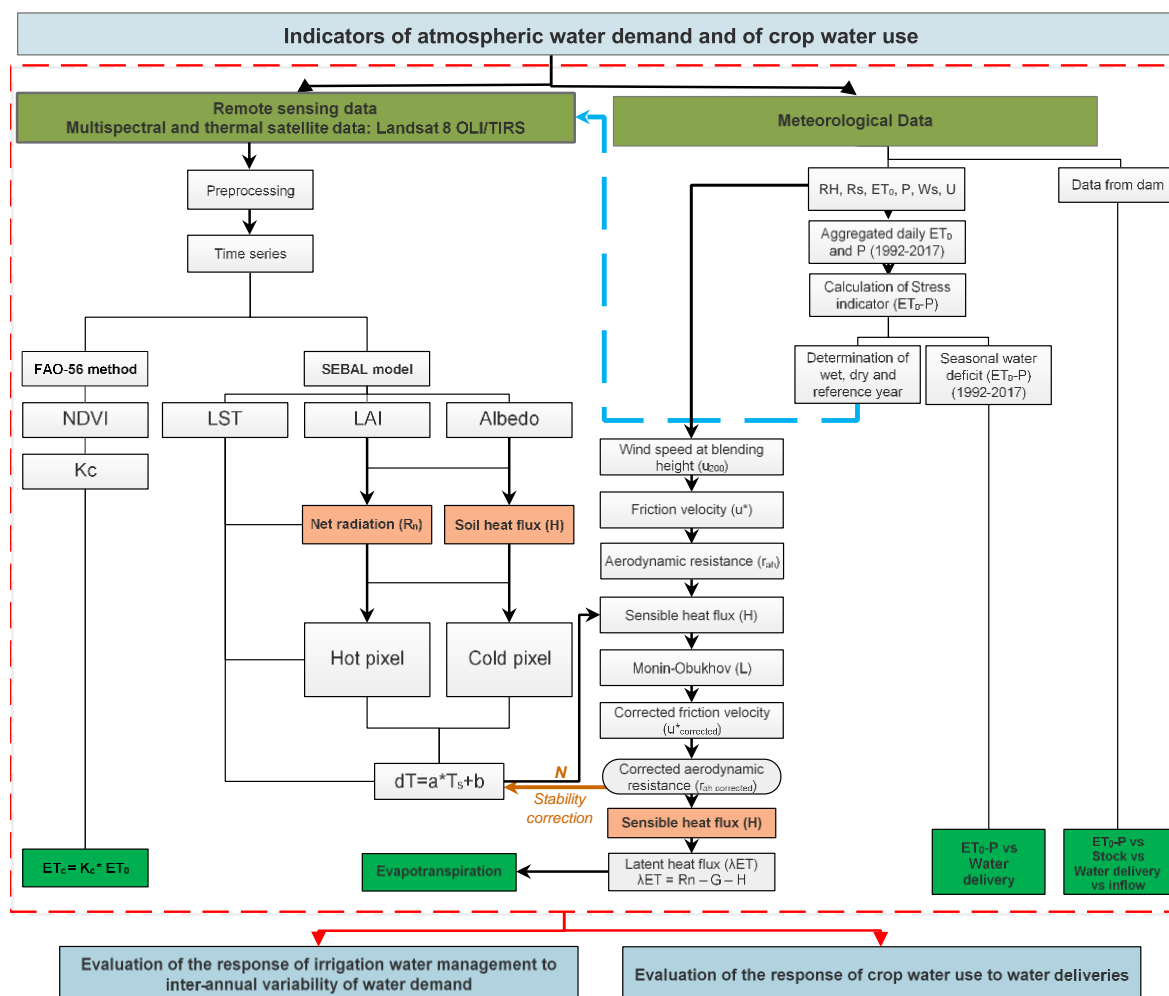 Indicators of atmospheric water demand and of crop water use
Remote sensing data
Multispectral and thermal satellite data: Landsat 8 OLI/TIRS
Meteorological Data
Preprocessing
Time series
RH, Rs, ET₀, P, Ws, U
Data from dam
Aggregated daily ET₀
and P (1992-2017)
Calculation of Stress
indicator (ET₀-P)
Determination of
wet, dry and
reference year
Seasonal water
deficit (ET₀-P)
(1992-2017)
FAO-56 method
SEBAL model
NDVI
LST
LAI
Albedo
Kc
Net radiation (Rₙ)
Soil heat flux (H)
Hot pixel
Cold pixel
dT=a*Tₛ+b
Wind speed at blending
height (u₂₀₀)
Friction velocity (u*)
Aerodynamic resistance (rₐₕ)
Sensible heat flux (H)
Monin-Obukhov (L)
Corrected friction velocity
(u*corrected)
Corrected aerodynamic
resistance (rah corrected)
N
Stability
correction
Sensible heat flux (H)
Latent heat flux (λET)
λET = Rn – G – H
Evapotranspiration
ETc = Kc* ET₀
ET₀-P vs
Water
delivery
ET₀-P vs
Stock vs
Water delivery
vs inflow
Evaluation of the response of irrigation water management to
inter-annual variability of water demand
Evaluation of the response of crop water use to water deliveries